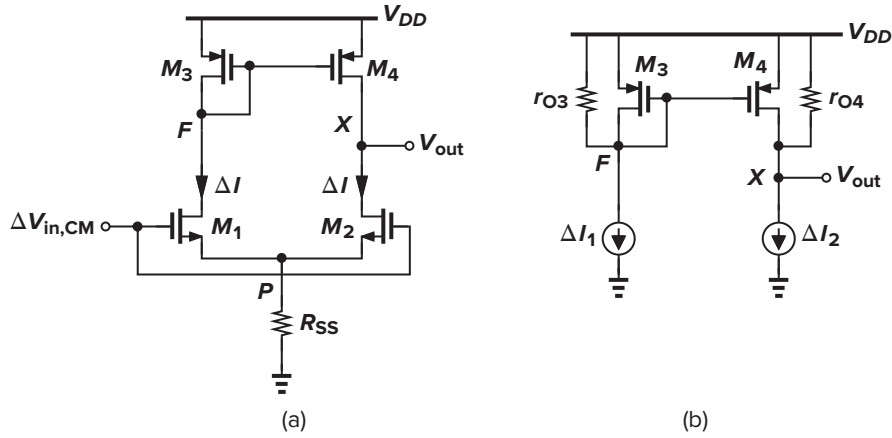 V_DD
M_3
M_4
F
X
V_out
ΔI
ΔI
ΔV_in,CM
M_1
M_2
P
R_SS
(a)
V_DD
M_3
M_4
r_O3
r_O4
F
X
V_out
ΔI_1
ΔI_2
(b)